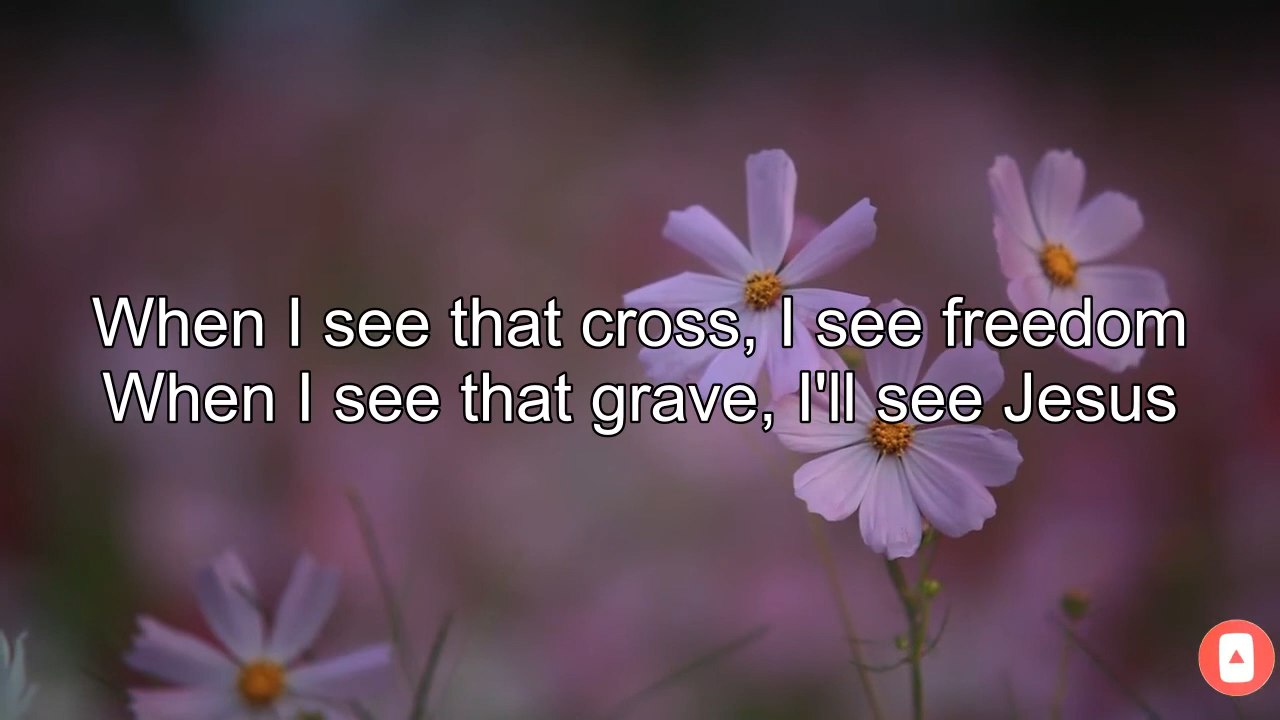 When I see that cross, I see freedom
When I see that grave, I'll see Jesus